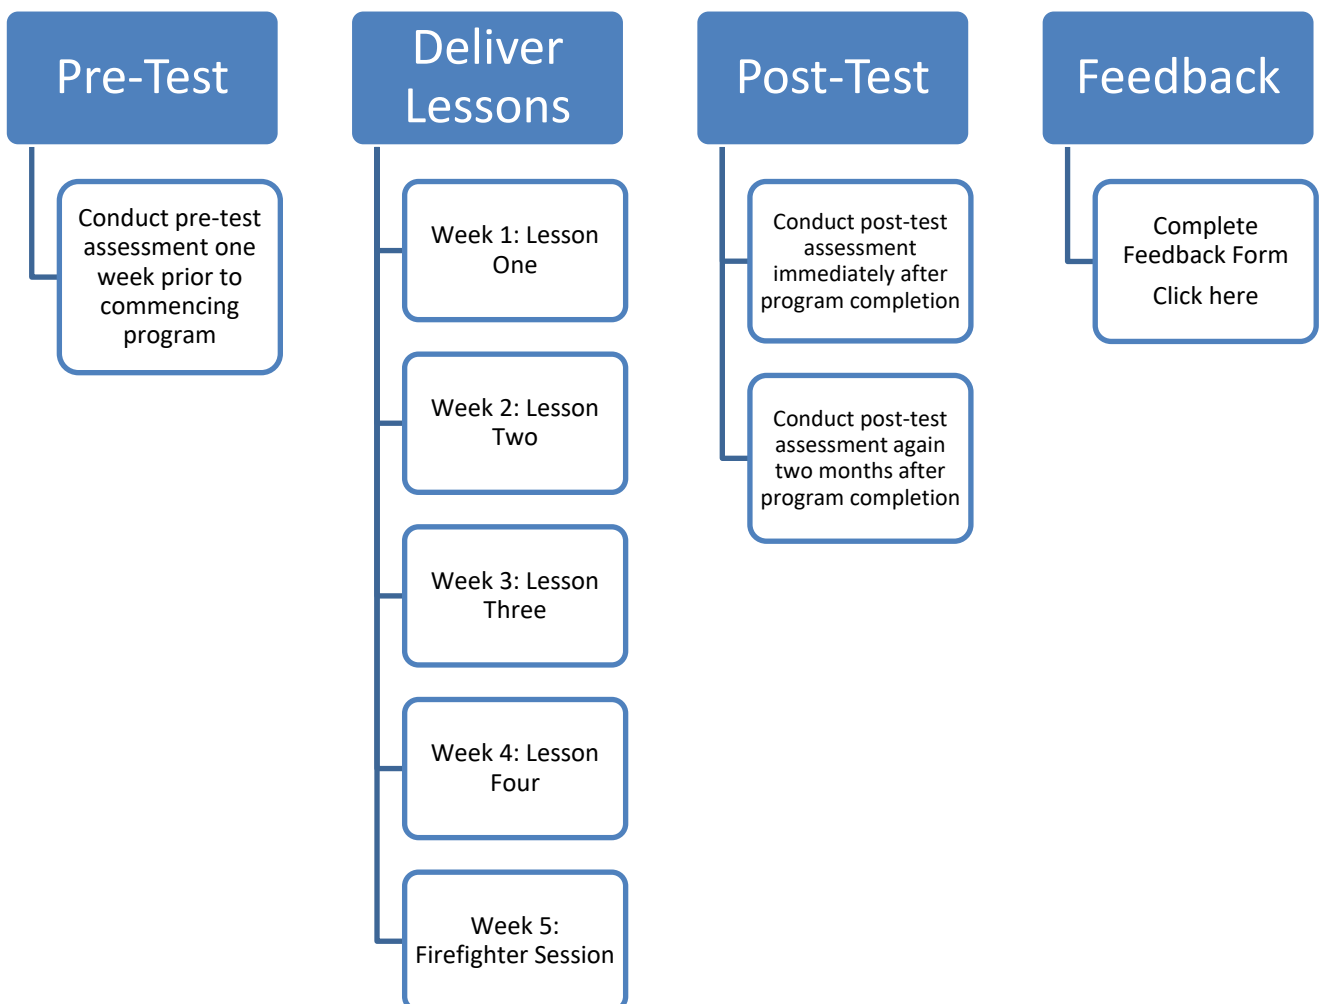 Pre-Test
Conduct pre-test
assessment one
week prior to
commencing
program
Deliver
Lessons
Week 1: Lesson
One
Week 2: Lesson
Two
Week 3: Lesson
Three
Week 4: Lesson
Four
Week 5:
Firefighter Session
Post-Test
Conduct post-test
assessment
immediately after
program completion
Conduct post-test
assessment again
two months after
program completion
Feedback
Complete
Feedback Form
Click here